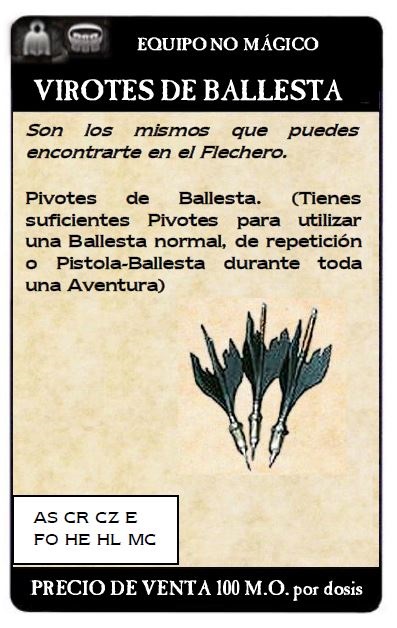 EQUIPO NO MÁGICO
VIROTES DE BALLESTA
Son los mismos que puedes
encontrarte en el Flechero.
Pivotes de Ballesta. (Tienes
suficientes Pivotes para utilizar
una Ballesta normal, de repetición
o Pistola-Ballesta durante toda
una Aventura)
AS CR CZ E
FO HE HL MC
PRECIO DE VENTA 100 M.O. por dosis